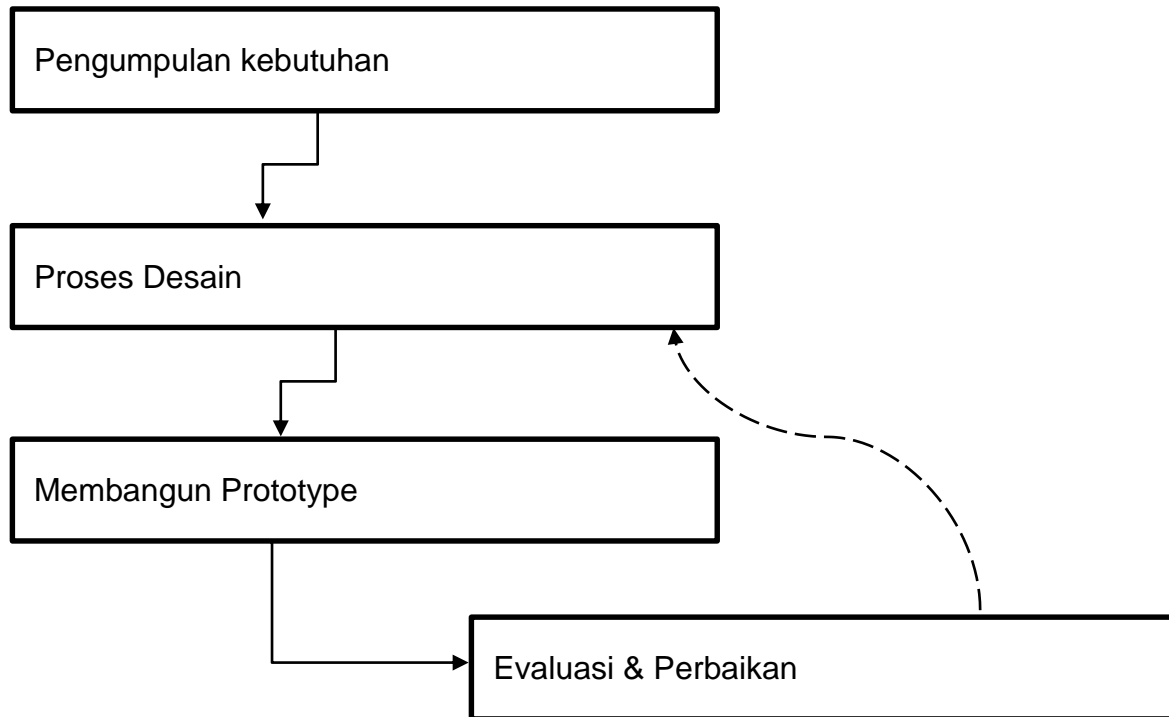 Pengumpulan kebutuhan
Proses Desain
Membangun Prototype
Evaluasi & Perbaikan